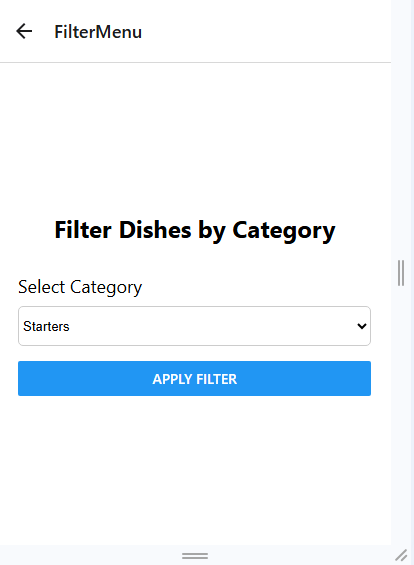 FilterMenu
Filter Dishes by Category
Select Category
Starters
APPLY FILTER